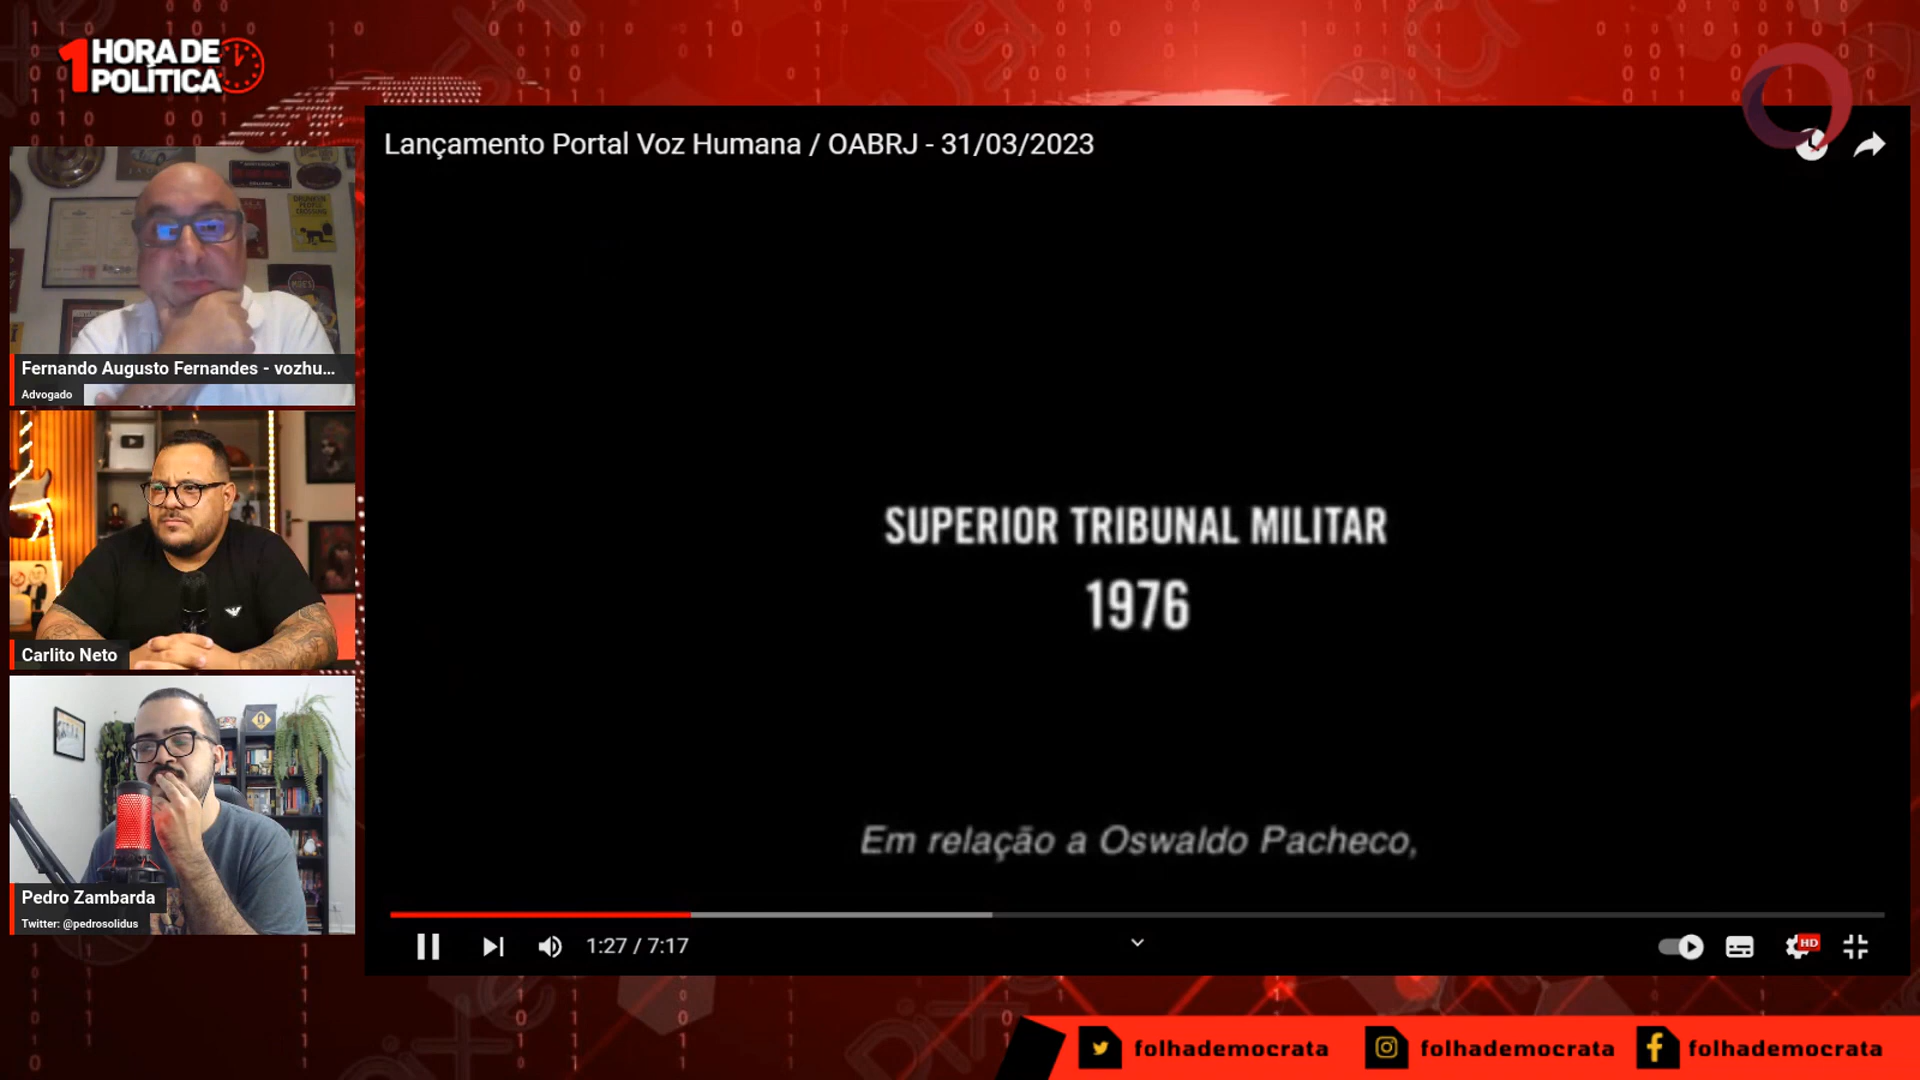 1 HORA DE
POLÍTICA
Lançamento Portal Voz Humana / OABRJ - 31/03/2023
Fernando Augusto Fernandes - vozhu...
Advogado
Carlito Neto
Pedro Zambarda
Twitter: @pedrosolidus
SUPERIOR TRIBUNAL MILITAR
1976
Em relação a Oswaldo Pacheco,
1:27 / 7:17
HD
folhademocrata
folhademocrata
folhademocrata